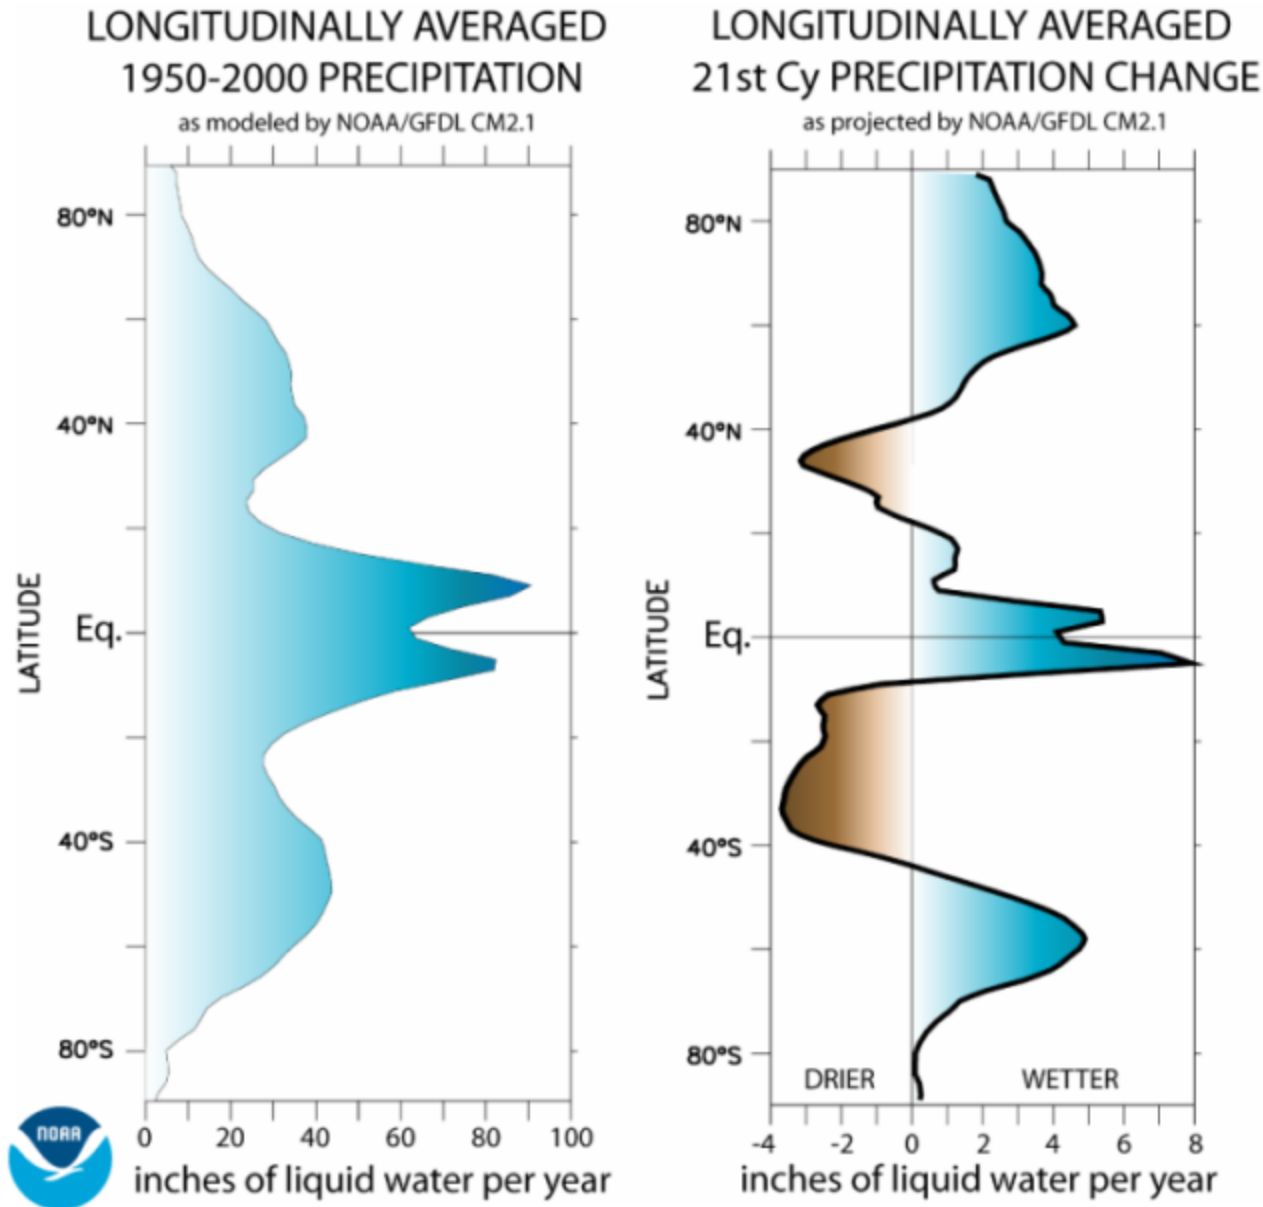 LONGITUDINALLY AVERAGED
1950-2000 PRECIPITATION
as modeled by NOAA/GFDL CM2.1
80°N
40°N
Eq.
40°S
80°S
LATITUDE
0 20 40 60 80 100
inches of liquid water per year
NOAA
LONGITUDINALLY AVERAGED
21st Cy PRECIPITATION CHANGE
as projected by NOAA/GFDL CM2.1
80°N
40°N
Eq.
40°S
80°S
LATITUDE
DRIER WETTER
-4 -2 0 2 4 6 8
inches of liquid water per year